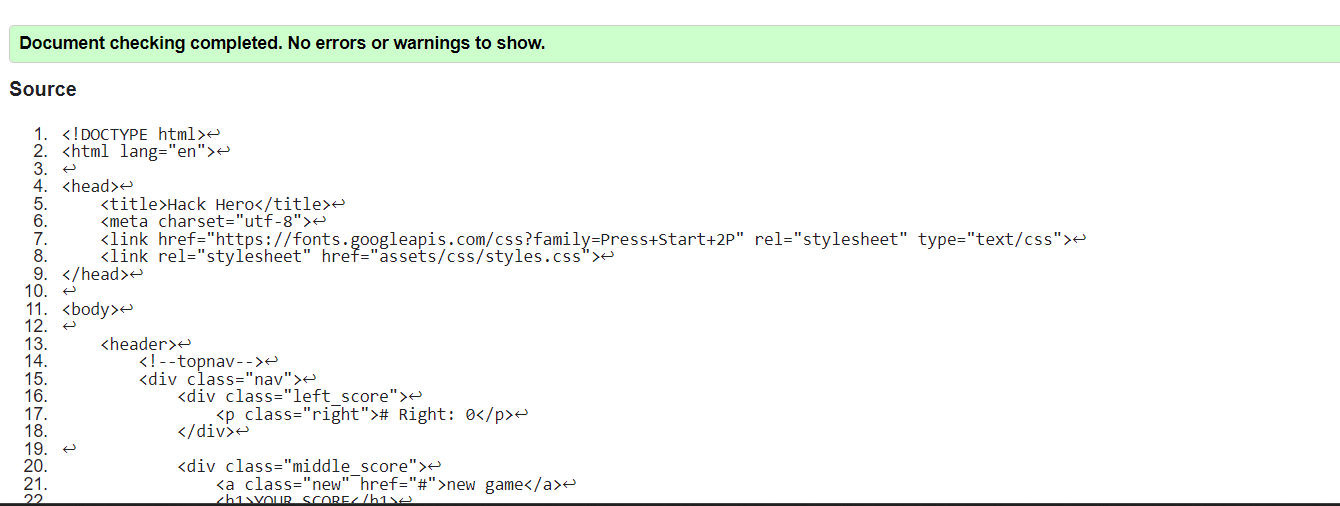 Document checking completed. No errors or warnings to show.
Source
1. <!DOCTYPE html>↩
2. <html lang="en">↩
3. ↩
4. <head>↩
5.     <title>Hack Hero</title>↩
6.     <meta charset="utf-8">↩
7.     <link href="https://fonts.googleapis.com/css?family=Press+Start+2P" rel="stylesheet" type="text/css">↩
8.     <link rel="stylesheet" href="assets/css/styles.css">↩
9. </head>↩
10. ↩
11. <body>↩
12. ↩
13.     <header>↩
14.         <!--topnav-->↩
15.         <div class="nav">↩
16.             <div class="left_score">↩
17.                 <p class="right"># Right: 0</p>↩
18.             </div>↩
19. ↩
20.             <div class="middle_score">↩
21.                 <a class="new" href="#">new game</a>↩
22.                 <h1>YOUR SCORE</h1>↩